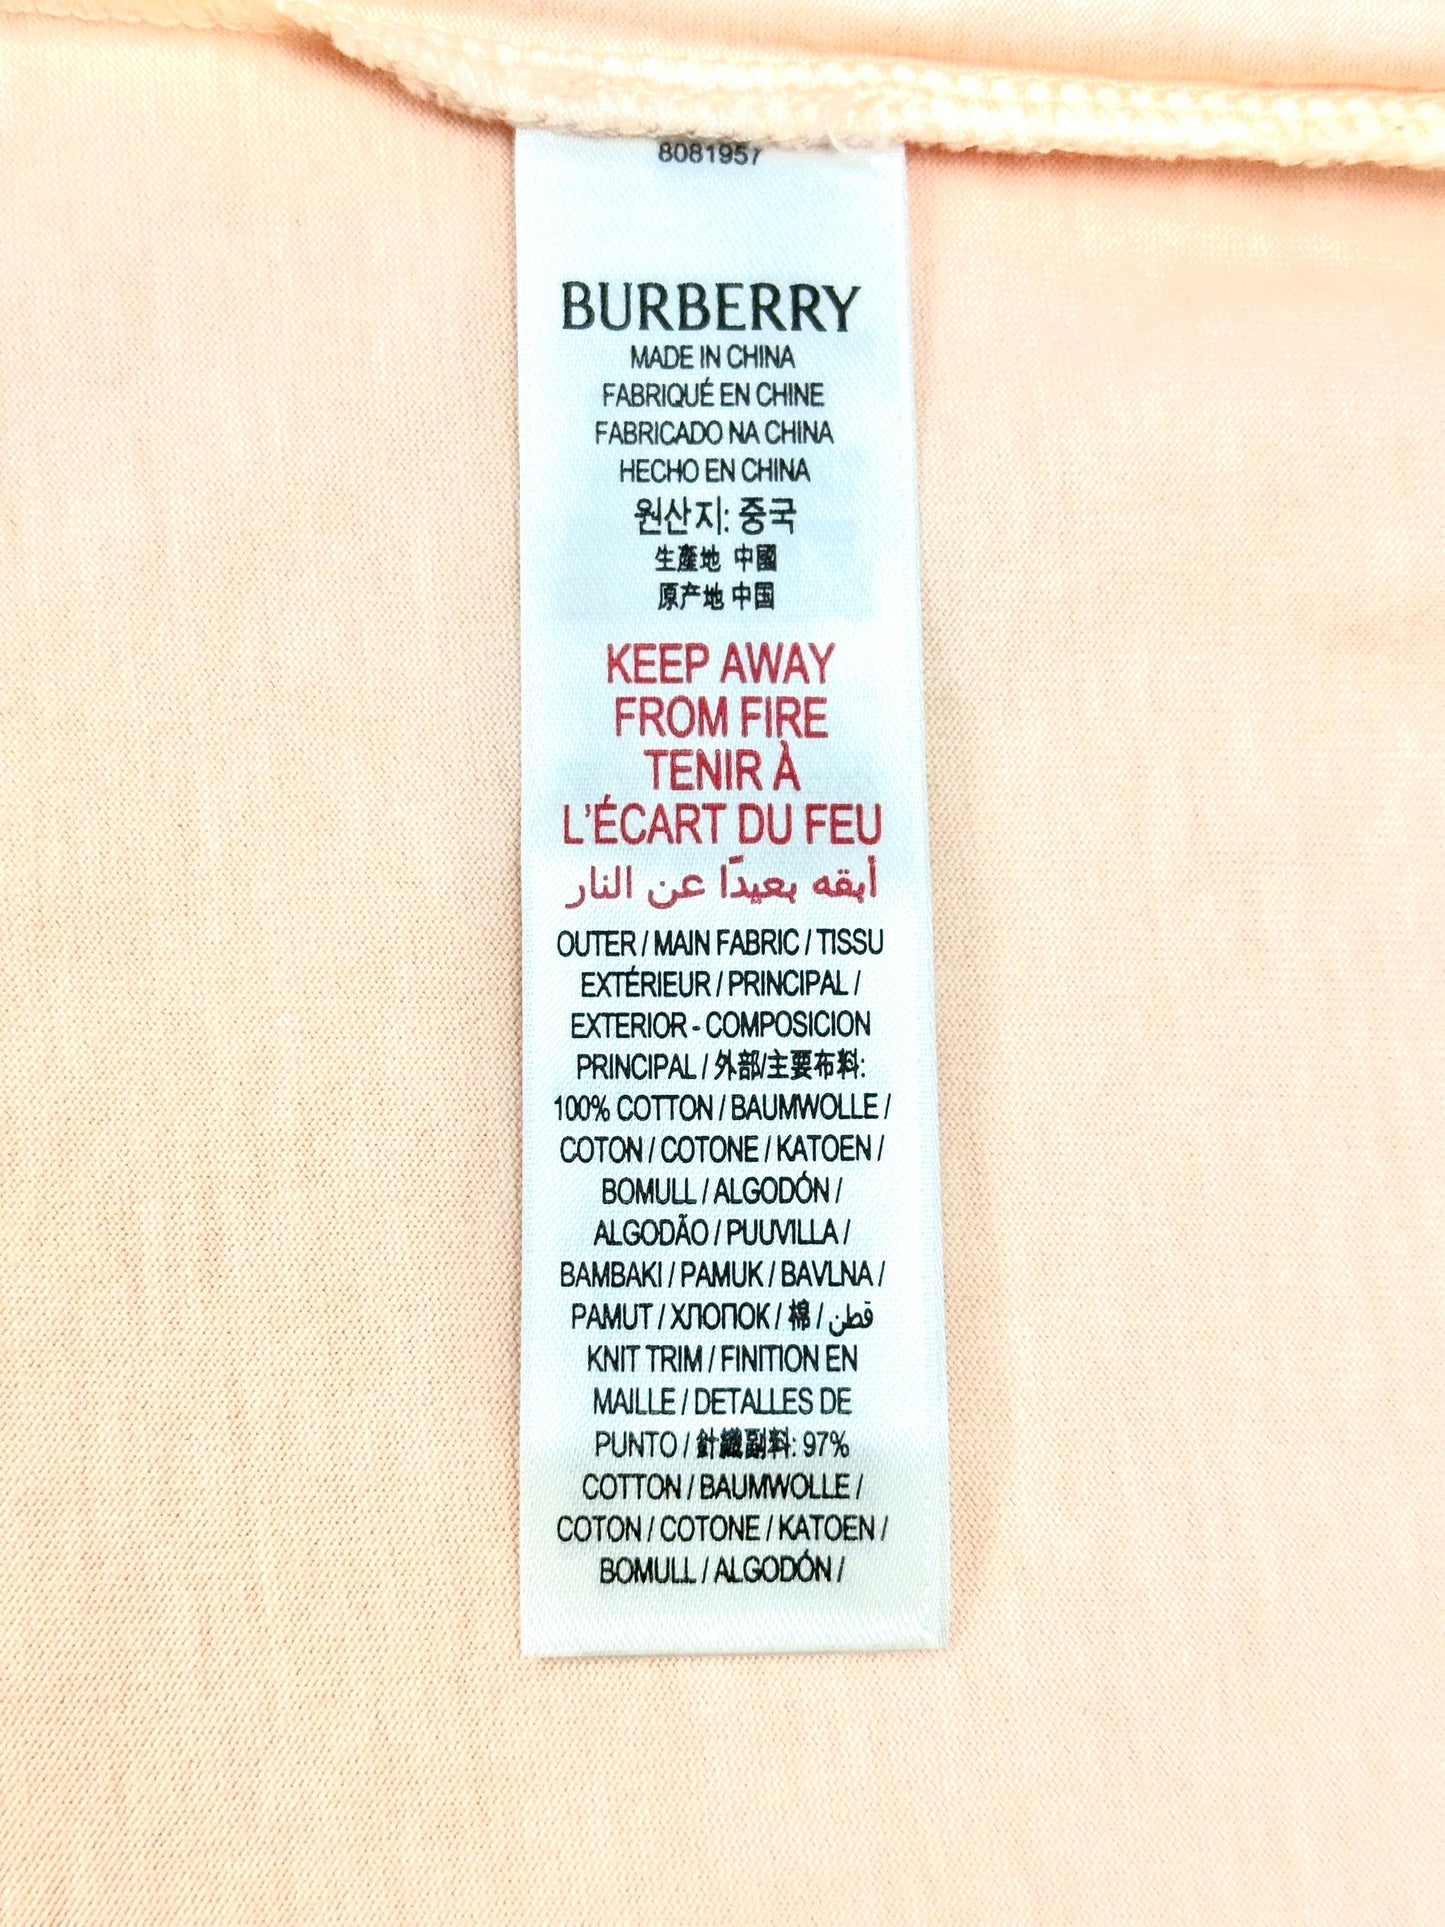 8081957
BURBERRY
MADE IN CHINA
FABRIQUÉ EN CHINE
FABRICADO NA CHINA
HECHO EN CHINA
원산지: 중국
生產地 中國
原产地 中国
KEEP AWAY
FROM FIRE
TENIR À
L'ÉCART DU FEU
أبقه بعيدًا عن النار
OUTER / MAIN FABRIC / TISSU
EXTÉRIEUR / PRINCIPAL /
EXTERIOR - COMPOSICION
PRINCIPAL / 外部/主要布料:
100% COTTON / BAUMWOLLE /
COTON / COTONE / KATOEN /
BOMULL / ALGODÓN /
ALGODÃO / PUUVILLA /
BAMBAKI / PAMUK / BAVLNA /
PAMUT / ХЛОПОК / 棉 / قطن
KNIT TRIM / FINITION EN
MAILLE / DETALLES DE
PUNTO / 針織副料: 97%
COTTON / BAUMWOLLE /
COTON / COTONE / KATOEN /
BOMULL / ALGODÓN /